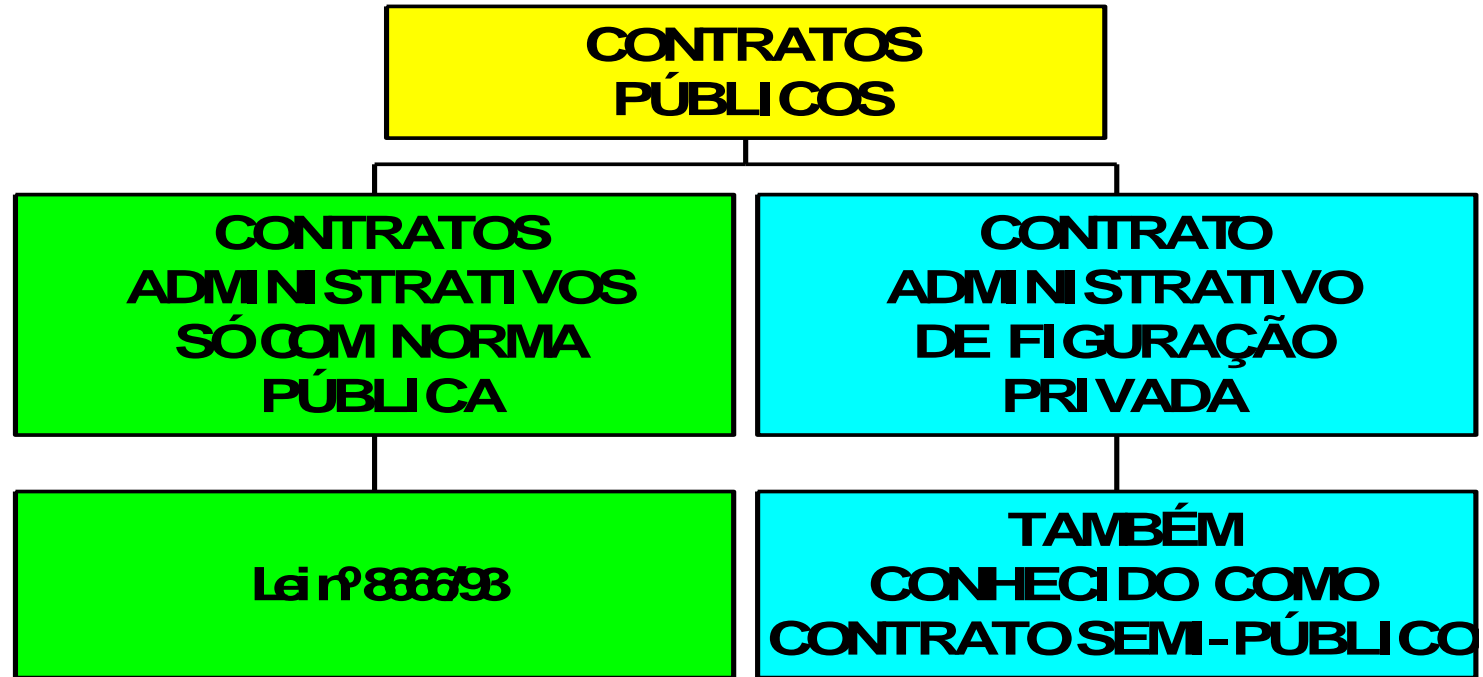 CONTRATOS
PÚBLICOS
CONTRATOS
ADMINISTRATIVOS
SÓ COM NORMA
PÚBLICA
CONTRATO
ADMINISTRATIVO
DE FIGURAÇÃO
PRIVADA
Lei nº 8666/93
TAMBÉM
CONHECIDO COMO
CONTRATO SEMI-PÚBLICO